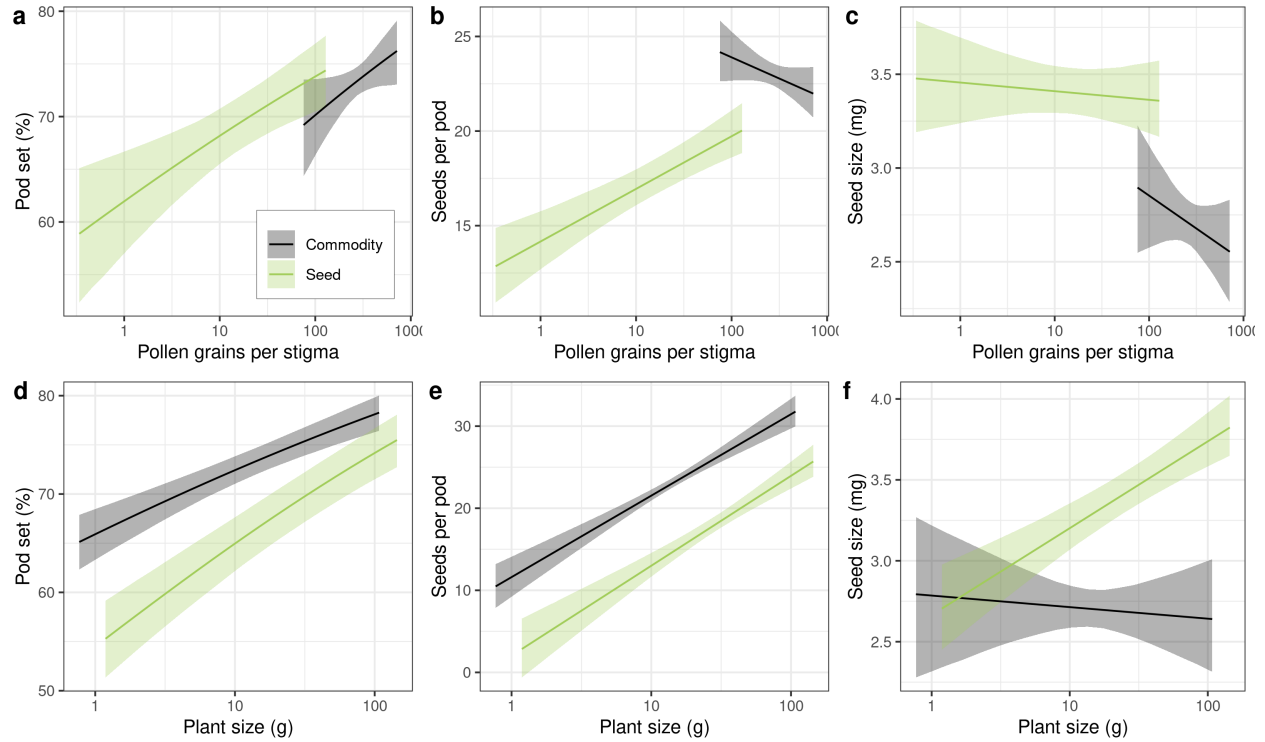 a
80
70
60
Pod set (%)
1
10
100
1000
Pollen grains per stigma
Commodity
Seed
b
25
20
15
Seeds per pod
1
10
100
1000
Pollen grains per stigma
c
3.5
3.0
2.5
Seed size (mg)
1
10
100
1000
Pollen grains per stigma
d
80
70
60
50
Pod set (%)
1
10
100
Plant size (g)
e
30
20
10
0
Seeds per pod
1
10
100
Plant size (g)
f
4.0
3.5
3.0
2.5
Seed size (mg)
1
10
100
Plant size (g)